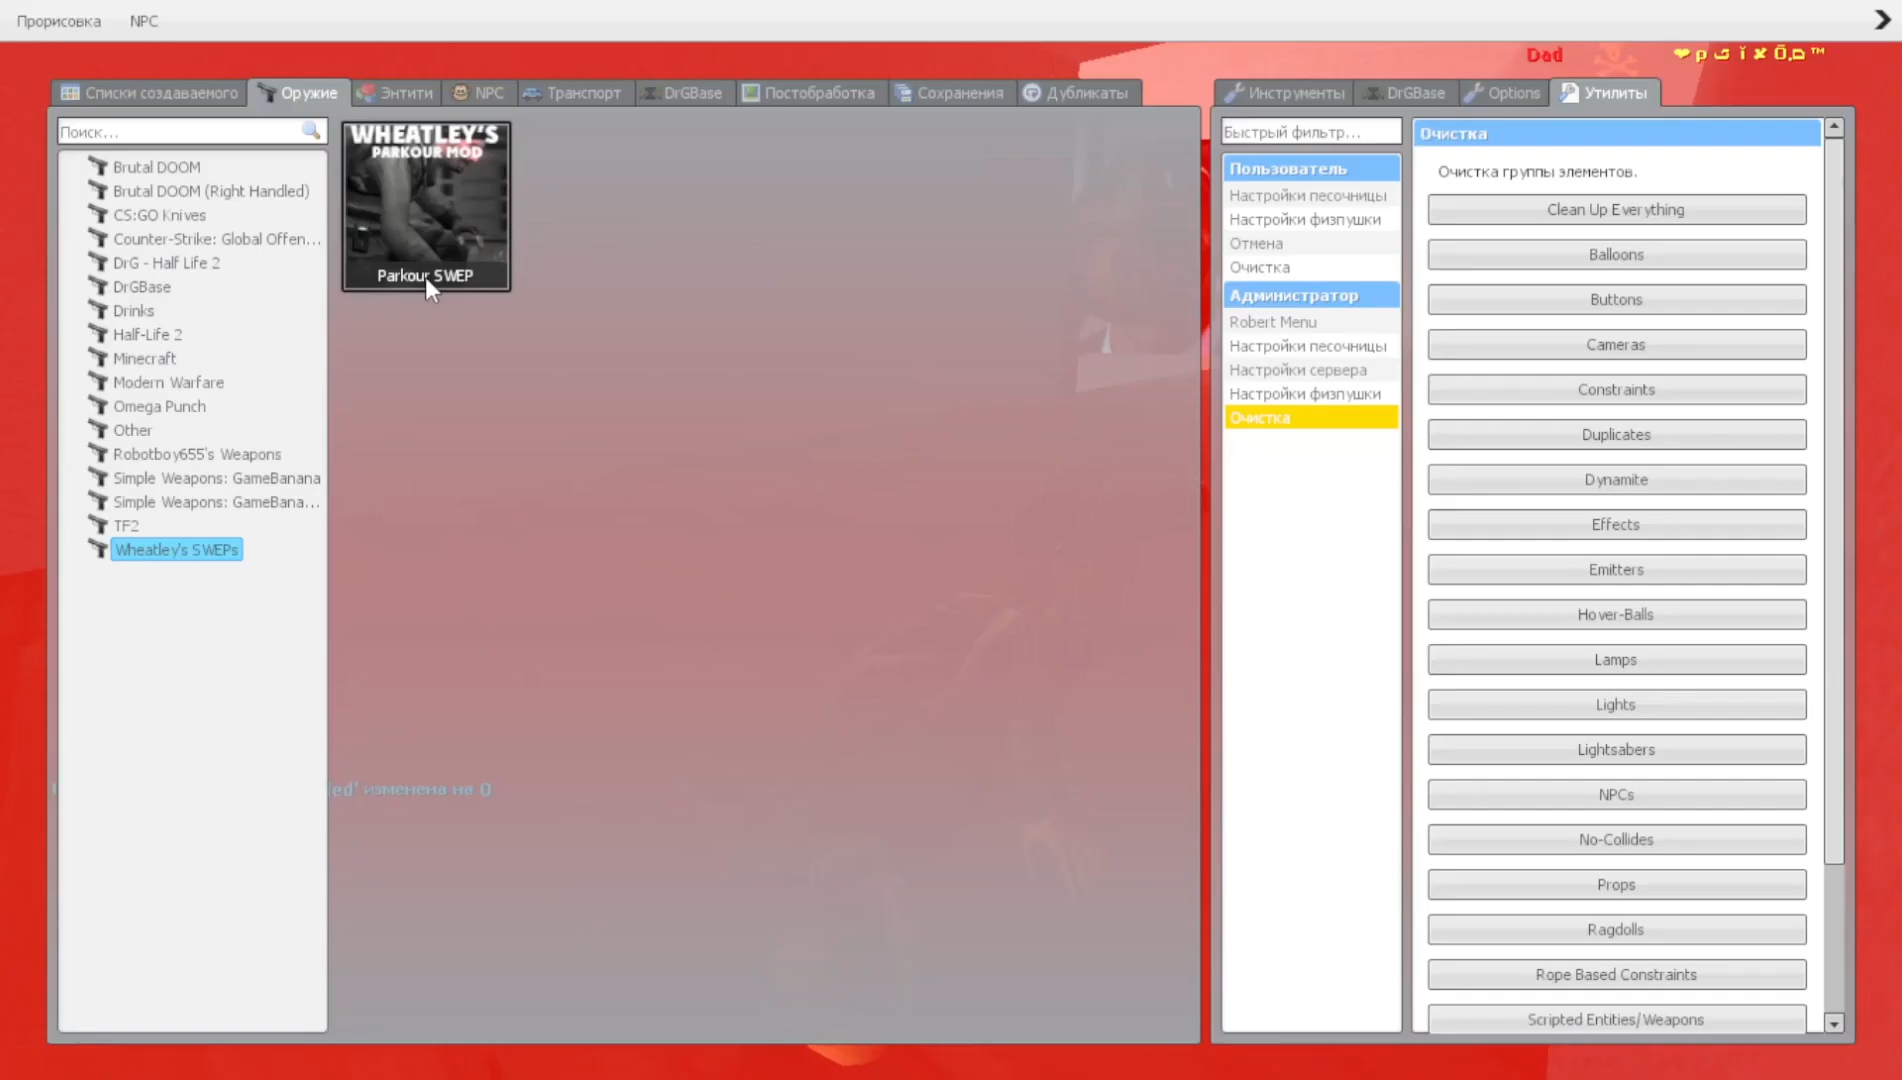 Прорисовка NPC
Dad
Списки создаваемого Оружие Энтити NPC Транспорт DrGBase Постобработка Сохранения Дубликаты
Инструменты DrGBase Options Утилиты
Поиск...
Brutal DOOM
Brutal DOOM (Right Handed)
CS:GO Knives
Counter-Strike: Global Offen...
DrG - Half Life 2
DrGBase
Drinks
Half-Life 2
Minecraft
Modern Warfare
Omega Punch
Other
Robotboy655's Weapons
Simple Weapons: GameBanana
Simple Weapons: GameBana...
TF2
Wheatley's SWEPs
WHEATLEY'S
PARKOUR MOD
Parkour SWEP
led' изменена на 0
Быстрый фильтр...
Пользователь
Настройки песочницы
Настройки физпушки
Отмена
Очистка
Администратор
Robert Menu
Настройки песочницы
Настройки сервера
Настройки физпушки
Очистка
Очистка
Очистка группы элементов.
Clean Up Everything
Balloons
Buttons
Cameras
Constraints
Duplicates
Dynamite
Effects
Emitters
Hover-Balls
Lamps
Lights
Lightsabers
NPCs
No-Collides
Props
Ragdolls
Rope Based Constraints
Scripted Entities/Weapons